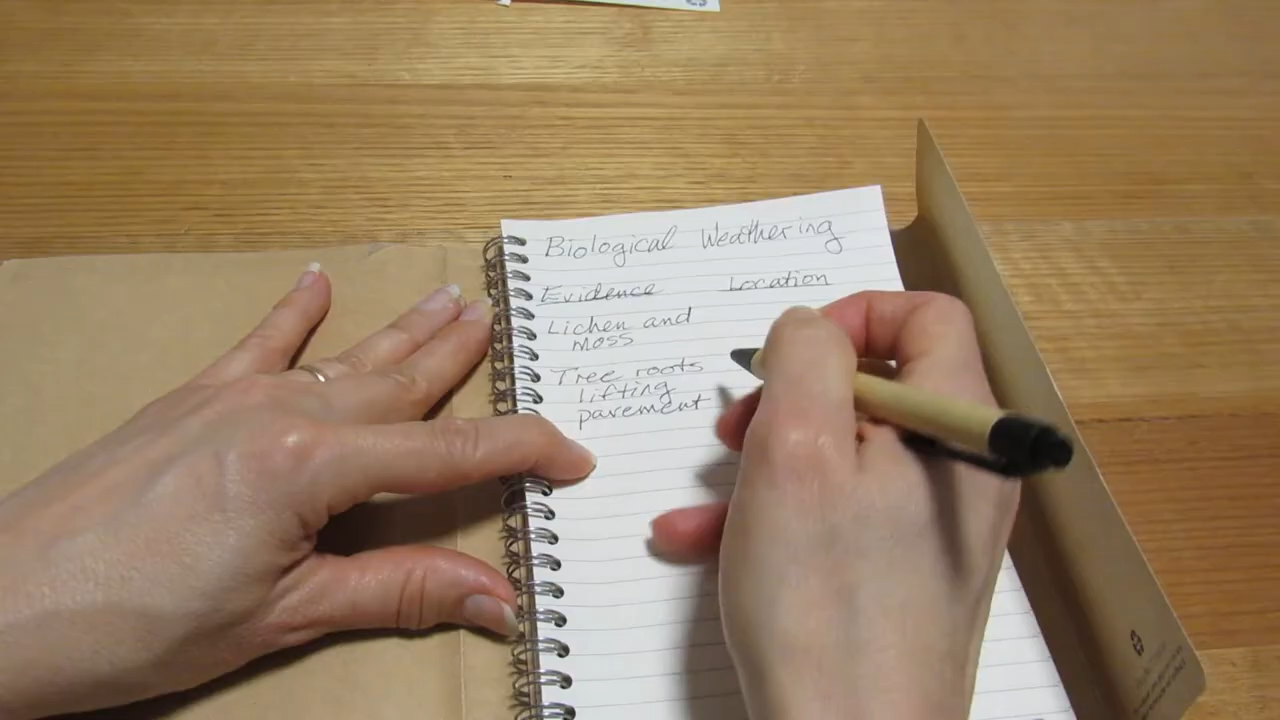 Biological Weathering
Evidence Location
Lichen and
moss
Tree roots
lifting
pavement